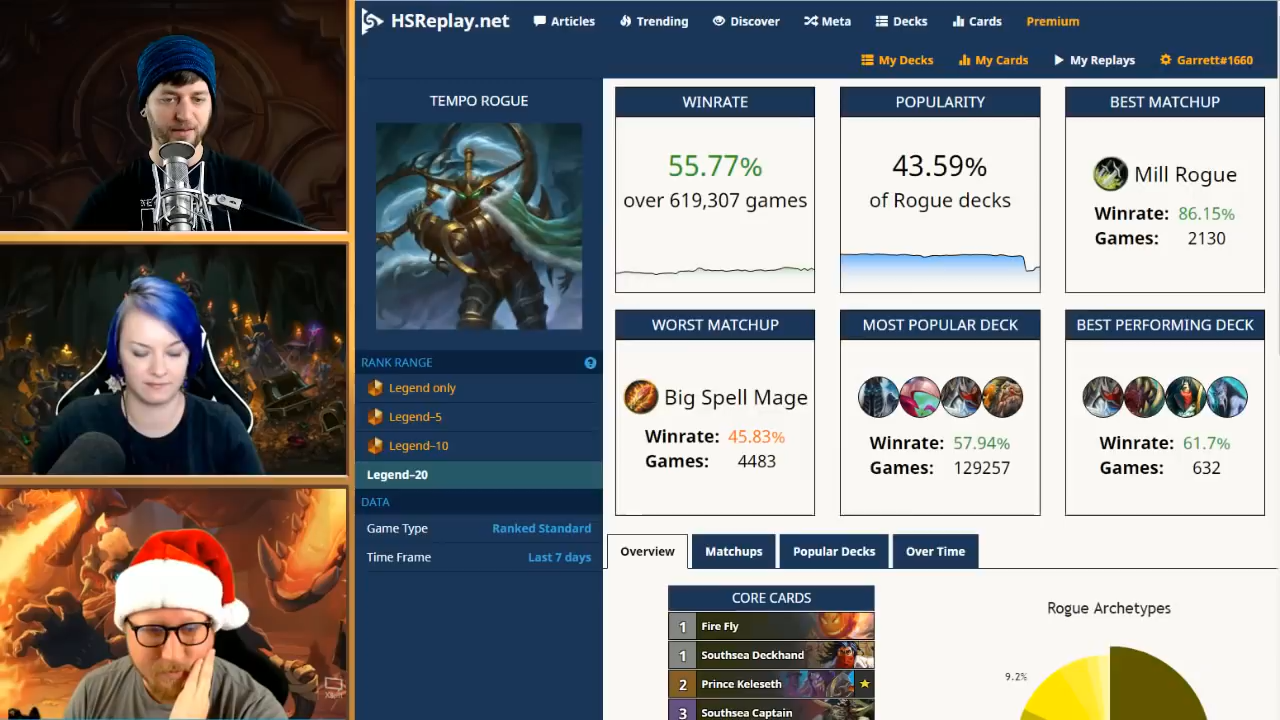 HSReplay.net
Articles
Trending
Discover
Meta
Decks
Cards
Premium
My Decks
My Cards
My Replays
Garrett#1660
TEMPO ROGUE
RANK RANGE
?
Legend only
Legend–5
Legend–10
Legend–20
DATA
Game Type Ranked Standard
Time Frame Last 7 days
WINRATE
55.77%
over 619,307 games
POPULARITY
43.59%
of Rogue decks
BEST MATCHUP
Mill Rogue
Winrate: 86.15%
Games: 2130
WORST MATCHUP
Big Spell Mage
Winrate: 45.83%
Games: 4483
MOST POPULAR DECK
Winrate: 57.94%
Games: 129257
BEST PERFORMING DECK
Winrate: 61.7%
Games: 632
Overview
Matchups
Popular Decks
Over Time
CORE CARDS
1 Fire Fly
1 Southsea Deckhand
2 Prince Keleseth
3 Southsea Captain
Rogue Archetypes
9.2%